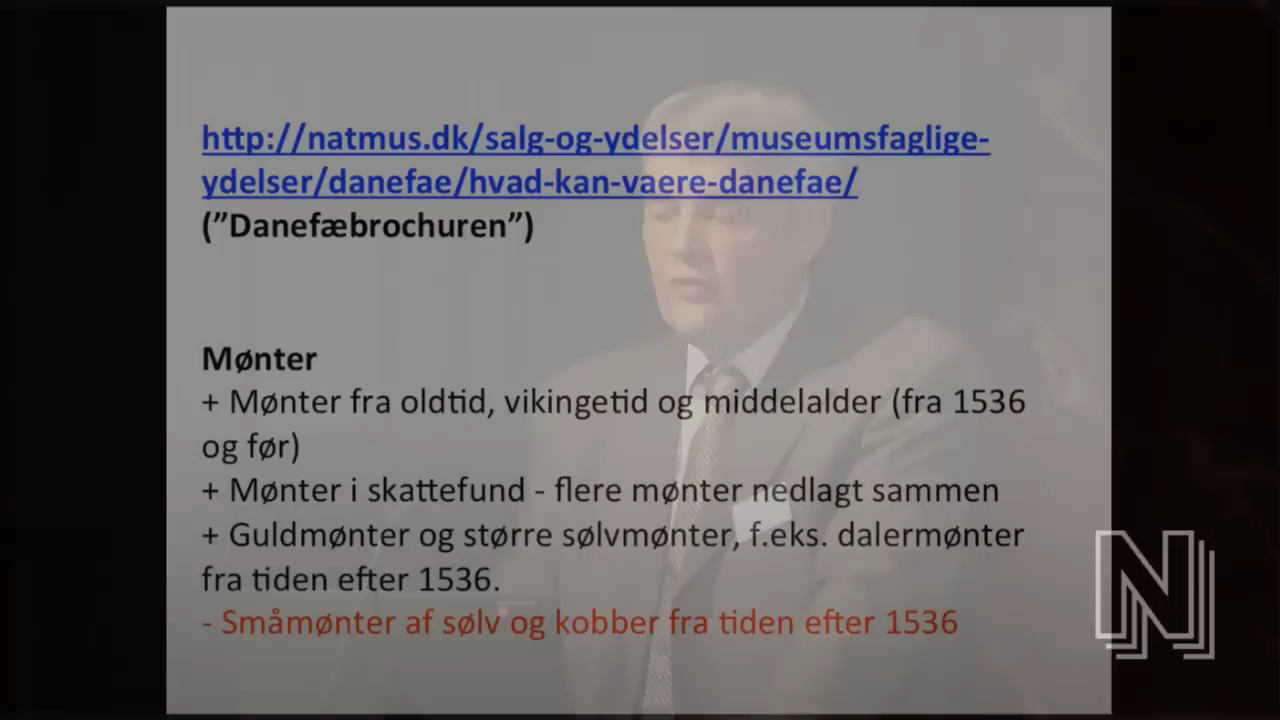 http://natmus.dk/salg-og-ydelser/museumsfaglige-
ydelser/danefae/hvad-kan-vaere-danefae/
(”Danefæbrochuren”)
Mønter
+ Mønter fra oldtid, vikingetid og middelalder (fra 1536
og før)
+ Mønter i skattefund - flere mønter nedlagt sammen
+ Guldmønter og større sølvmønter, f.eks. dalermønter
fra tiden efter 1536.
- Småmønter af sølv og kobber fra tiden efter 1536
N